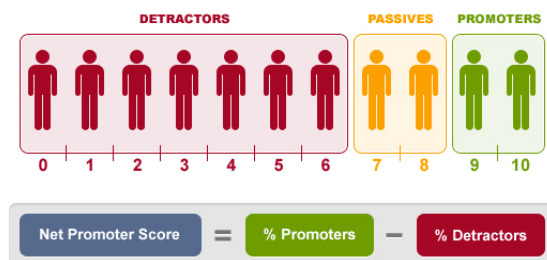 DETRACTORS PASSIVES PROMOTERS
0 1 2 3 4 5 6 7 8 9 10
Net Promoter Score = % Promoters − % Detractors